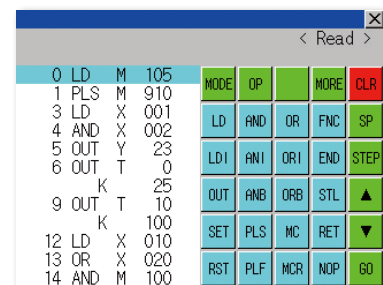 < Read >
0 LD M 105
1 PLS M 910
3 LD X 001
4 AND X 002
5 OUT Y 23
6 OUT T 0
K 25
9 OUT T 10
K 100
12 LD X 010
13 OR X 020
14 AND M 100
MODE OP MORE CLR
LD AND OR FNC SP
LDI ANI ORI END STEP
OUT ANB ORB STL ▲
SET PLS MC RET ▼
RST PLF MCR NOP GO